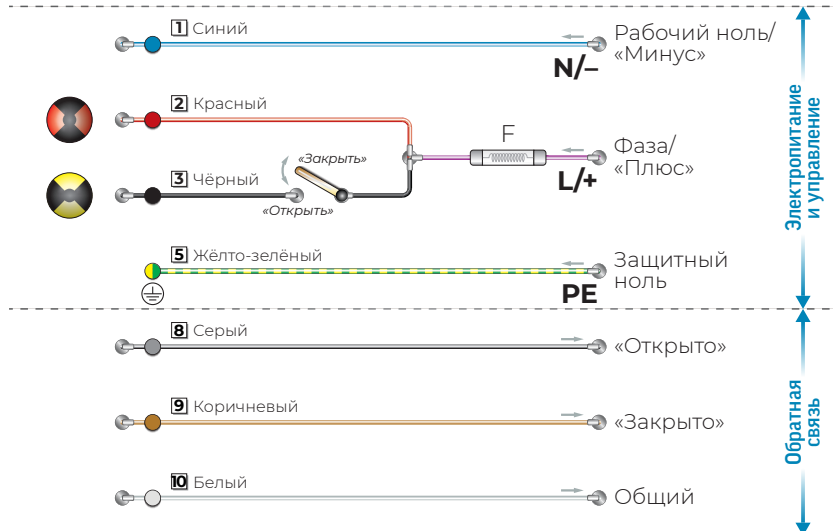 1 Синий
Рабочий ноль/
«Минус»
N/–
2 Красный
F
Фаза/
«Плюс»
L/+
«Закрыть»
3 Чёрный
«Открыть»
5 Жёлто-зелёный
Защитный
ноль
PE
Электропитание
и управление
8 Серый
«Открыто»
9 Коричневый
«Закрыто»
10 Белый
Общий
Обратная
связь